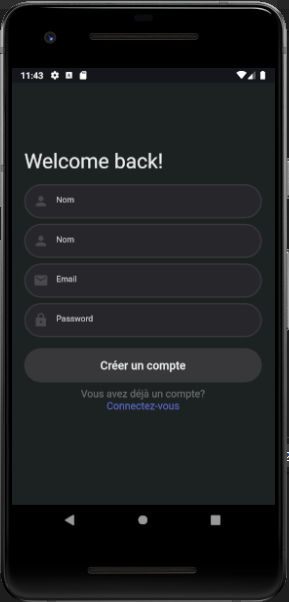 11:43
Welcome back!
Nom
Nom
Email
Password
Créer un compte
Vous avez déjà un compte?
Connectez-vous